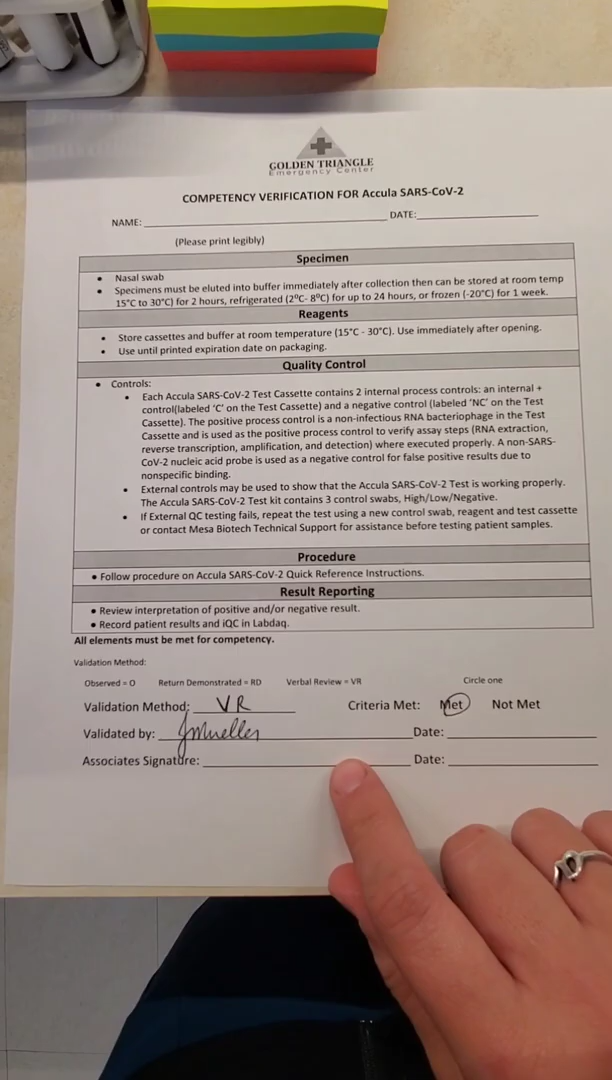 GOLDEN TRIANGLE
Emergency Center
COMPETENCY VERIFICATION FOR Accula SARS-CoV-2
NAME: DATE:
(Please print legibly)
Specimen
• Nasal swab
• Specimens must be eluted into buffer immediately after collection then can be stored at room temp
15°C to 30°C) for 2 hours, refrigerated (2°C- 8°C) for up to 24 hours, or frozen (-20°C) for 1 week.
Reagents
• Store cassettes and buffer at room temperature (15°C - 30°C). Use immediately after opening.
• Use until printed expiration date on packaging.
Quality Control
• Controls:
• Each Accula SARS-CoV-2 Test Cassette contains 2 internal process controls: an internal +
control(labeled 'C' on the Test Cassette) and a negative control (labeled 'NC' on the Test
Cassette). The positive process control is a non-infectious RNA bacteriophage in the Test
Cassette and is used as the positive process control to verify assay steps (RNA extraction,
reverse transcription, amplification, and detection) where executed properly. A non-SARS-
CoV-2 nucleic acid probe is used as a negative control for false positive results due to
nonspecific binding.
• External controls may be used to show that the Accula SARS-CoV-2 Test is working properly.
The Accula SARS-CoV-2 Test kit contains 3 control swabs, High/Low/Negative.
• If External QC testing fails, repeat the test using a new control swab, reagent and test cassette
or contact Mesa Biotech Technical Support for assistance before testing patient samples.
Procedure
• Follow procedure on Accula SARS-CoV-2 Quick Reference Instructions.
Result Reporting
• Review interpretation of positive and/or negative result.
• Record patient results and iQC in Labdaq.
All elements must be met for competency.
Validation Method:
Observed = O Return Demonstrated = RD Verbal Review = VR Circle one
Validation Method: VR Criteria Met: Met Not Met
Validated by: JMueller Date:
Associates Signature: Date: